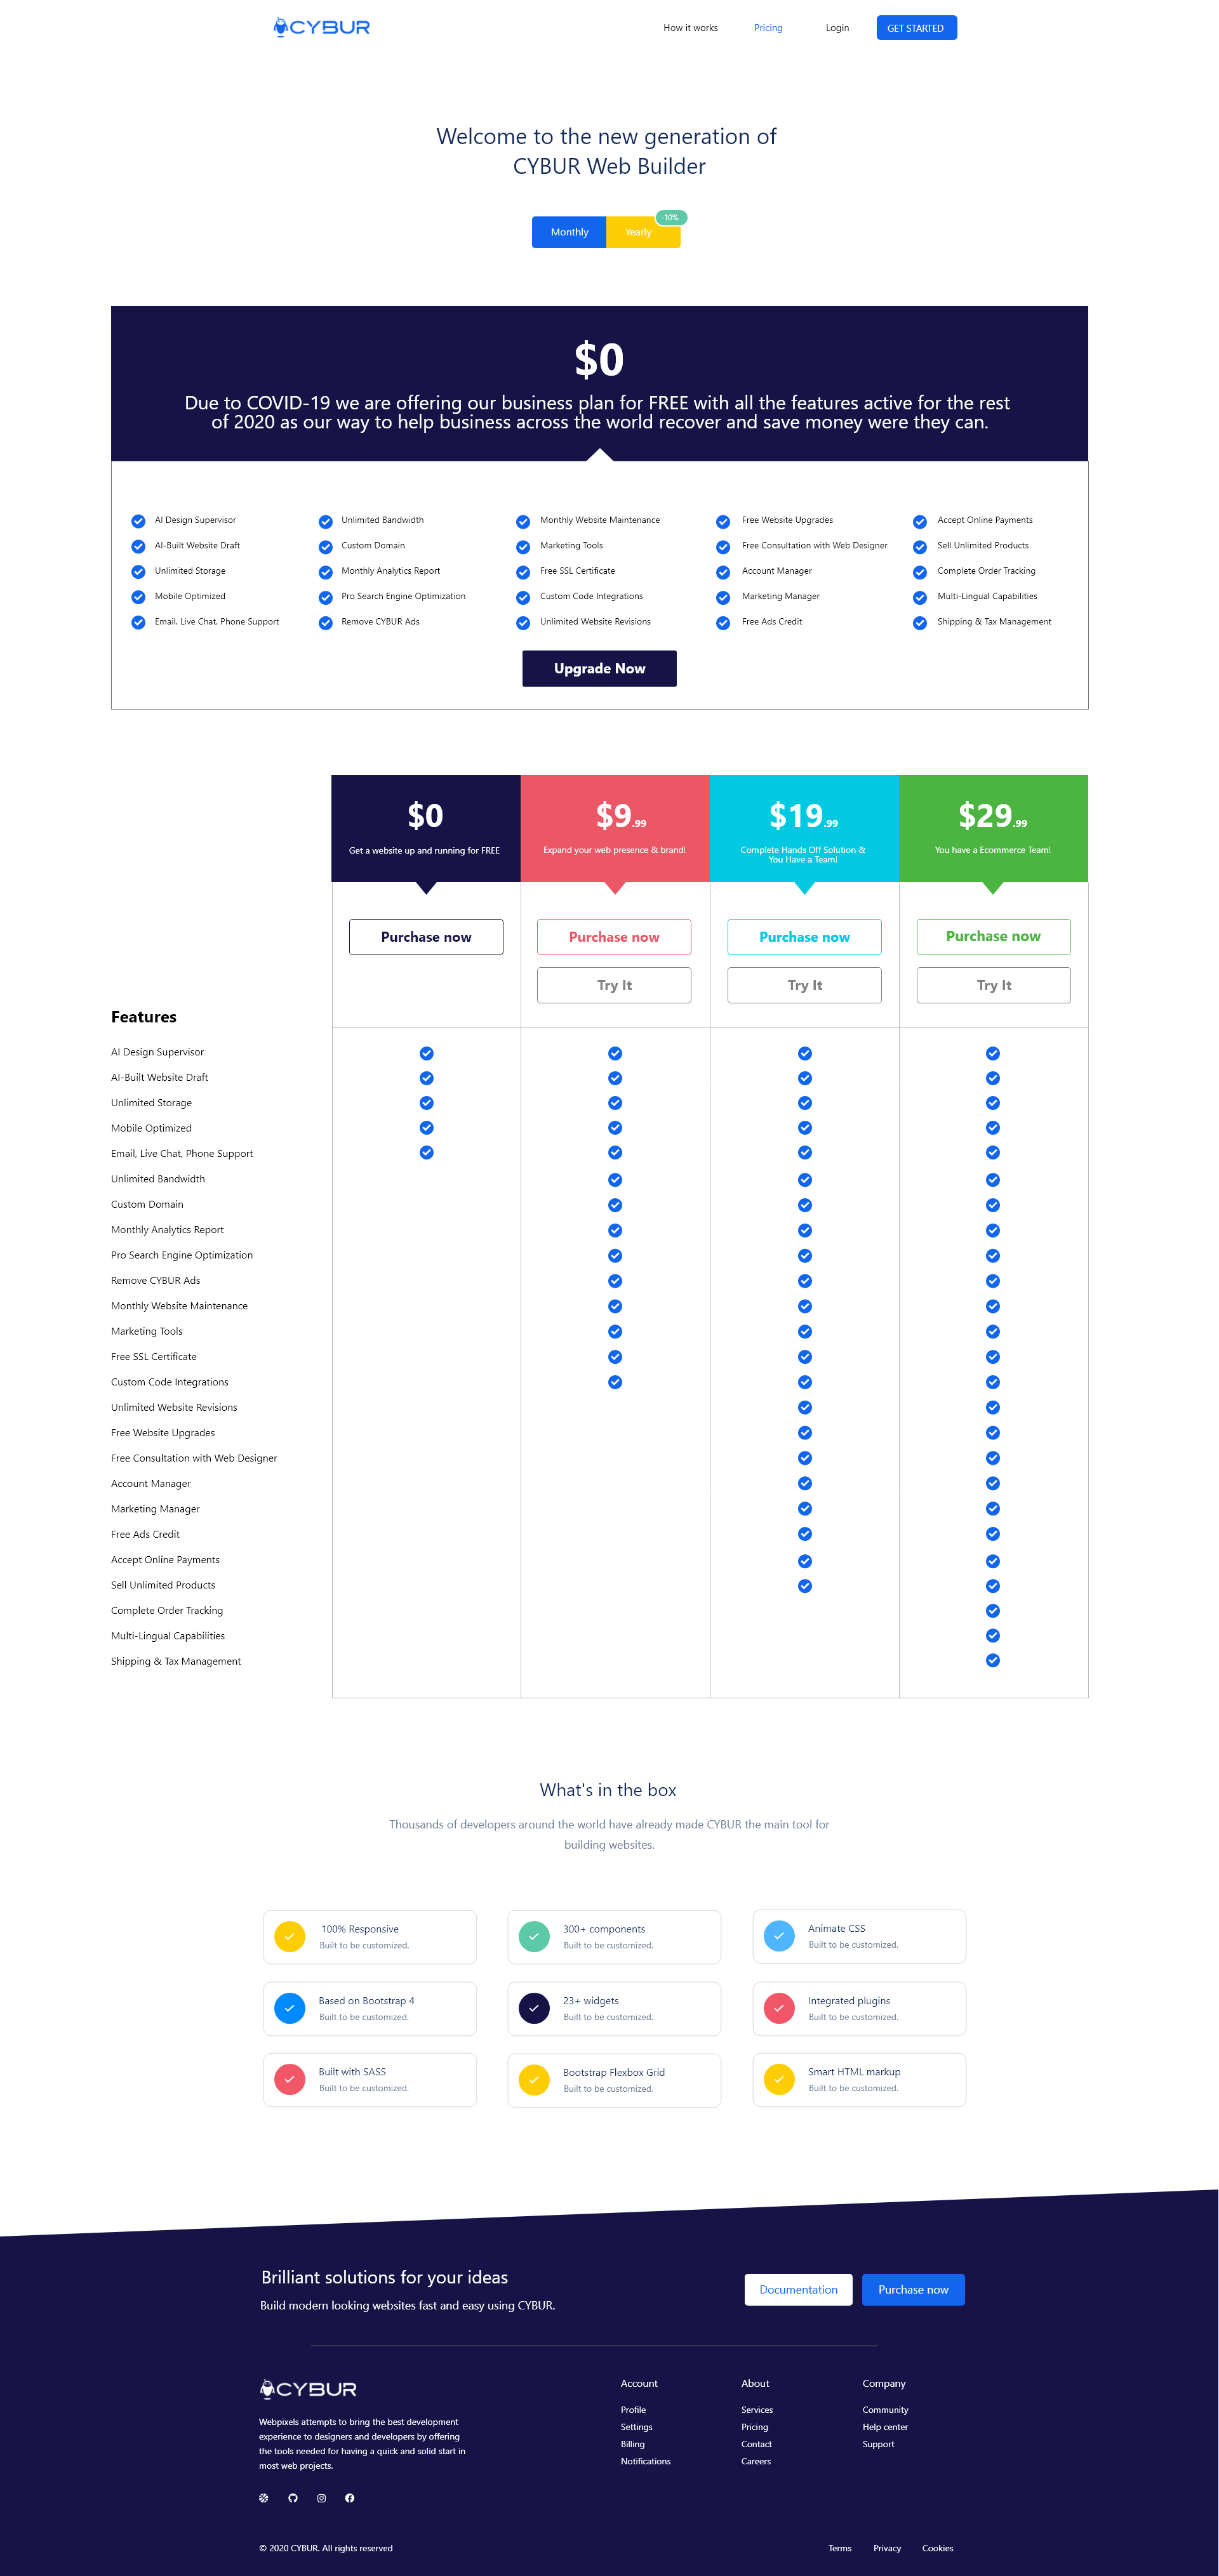 CYBUR
How it works
Pricing
Login
GET STARTED
Welcome to the new generation of
CYBUR Web Builder
Monthly
Yearly
-10%
$0
Due to COVID-19 we are offering our business plan for FREE with all the features active for the rest
of 2020 as our way to help business across the world recover and save money were they can.
AI Design Supervisor
AI-Built Website Draft
Unlimited Storage
Mobile Optimized
Email, Live Chat, Phone Support
Unlimited Bandwidth
Custom Domain
Monthly Analytics Report
Pro Search Engine Optimization
Remove CYBUR Ads
Monthly Website Maintenance
Marketing Tools
Free SSL Certificate
Custom Code Integrations
Unlimited Website Revisions
Free Website Upgrades
Free Consultation with Web Designer
Account Manager
Marketing Manager
Free Ads Credit
Accept Online Payments
Sell Unlimited Products
Complete Order Tracking
Multi-Lingual Capabilities
Shipping & Tax Management
Upgrade Now
$0
Get a website up and running for FREE
Purchase now
$9.99
Expand your web presence & brand!
Purchase now
Try It
$19.99
Complete Hands Off Solution &
You Have a Team!
Purchase now
Try It
$29.99
You have a Ecommerce Team!
Purchase now
Try It
Features
AI Design Supervisor
AI-Built Website Draft
Unlimited Storage
Mobile Optimized
Email, Live Chat, Phone Support
Unlimited Bandwidth
Custom Domain
Monthly Analytics Report
Pro Search Engine Optimization
Remove CYBUR Ads
Monthly Website Maintenance
Marketing Tools
Free SSL Certificate
Custom Code Integrations
Unlimited Website Revisions
Free Website Upgrades
Free Consultation with Web Designer
Account Manager
Marketing Manager
Free Ads Credit
Accept Online Payments
Sell Unlimited Products
Complete Order Tracking
Multi-Lingual Capabilities
Shipping & Tax Management
What's in the box
Thousands of developers around the world have already made CYBUR the main tool for
building websites.
100% Responsive
Built to be customized.
300+ components
Built to be customized.
Animate CSS
Built to be customized.
Based on Bootstrap 4
Built to be customized.
23+ widgets
Built to be customized.
Integrated plugins
Built to be customized.
Built with SASS
Built to be customized.
Bootstrap Flexbox Grid
Built to be customized.
Smart HTML markup
Built to be customized.
Brilliant solutions for your ideas
Build modern looking websites fast and easy using CYBUR.
Documentation
Purchase now
CYBUR
Webpixels attempts to bring the best development
experience to designers and developers by offering
the tools needed for having a quick and solid start in
most web projects.
Account
Profile
Settings
Billing
Notifications
About
Services
Pricing
Contact
Careers
Company
Community
Help center
Support
© 2020 CYBUR. All rights reserved
Terms
Privacy
Cookies